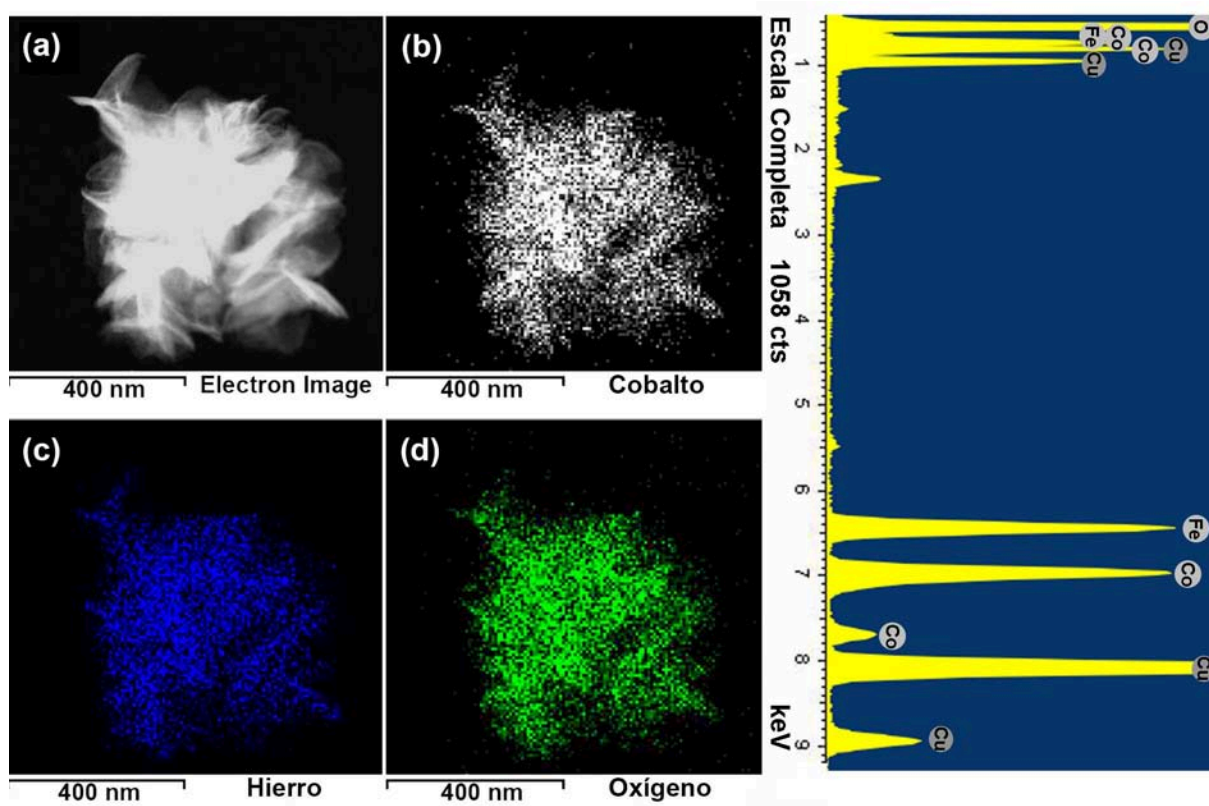 (a)
400 nm Electron Image
(b)
400 nm Cobalto
(c)
400 nm Hierro
(d)
400 nm Oxígeno
Escala Completa 1058 cts keV
1 2 3 4 5 6 7 8 9
O
Fe Co
Co Cu
Cu
Fe
Co
Co
Cu
Cu